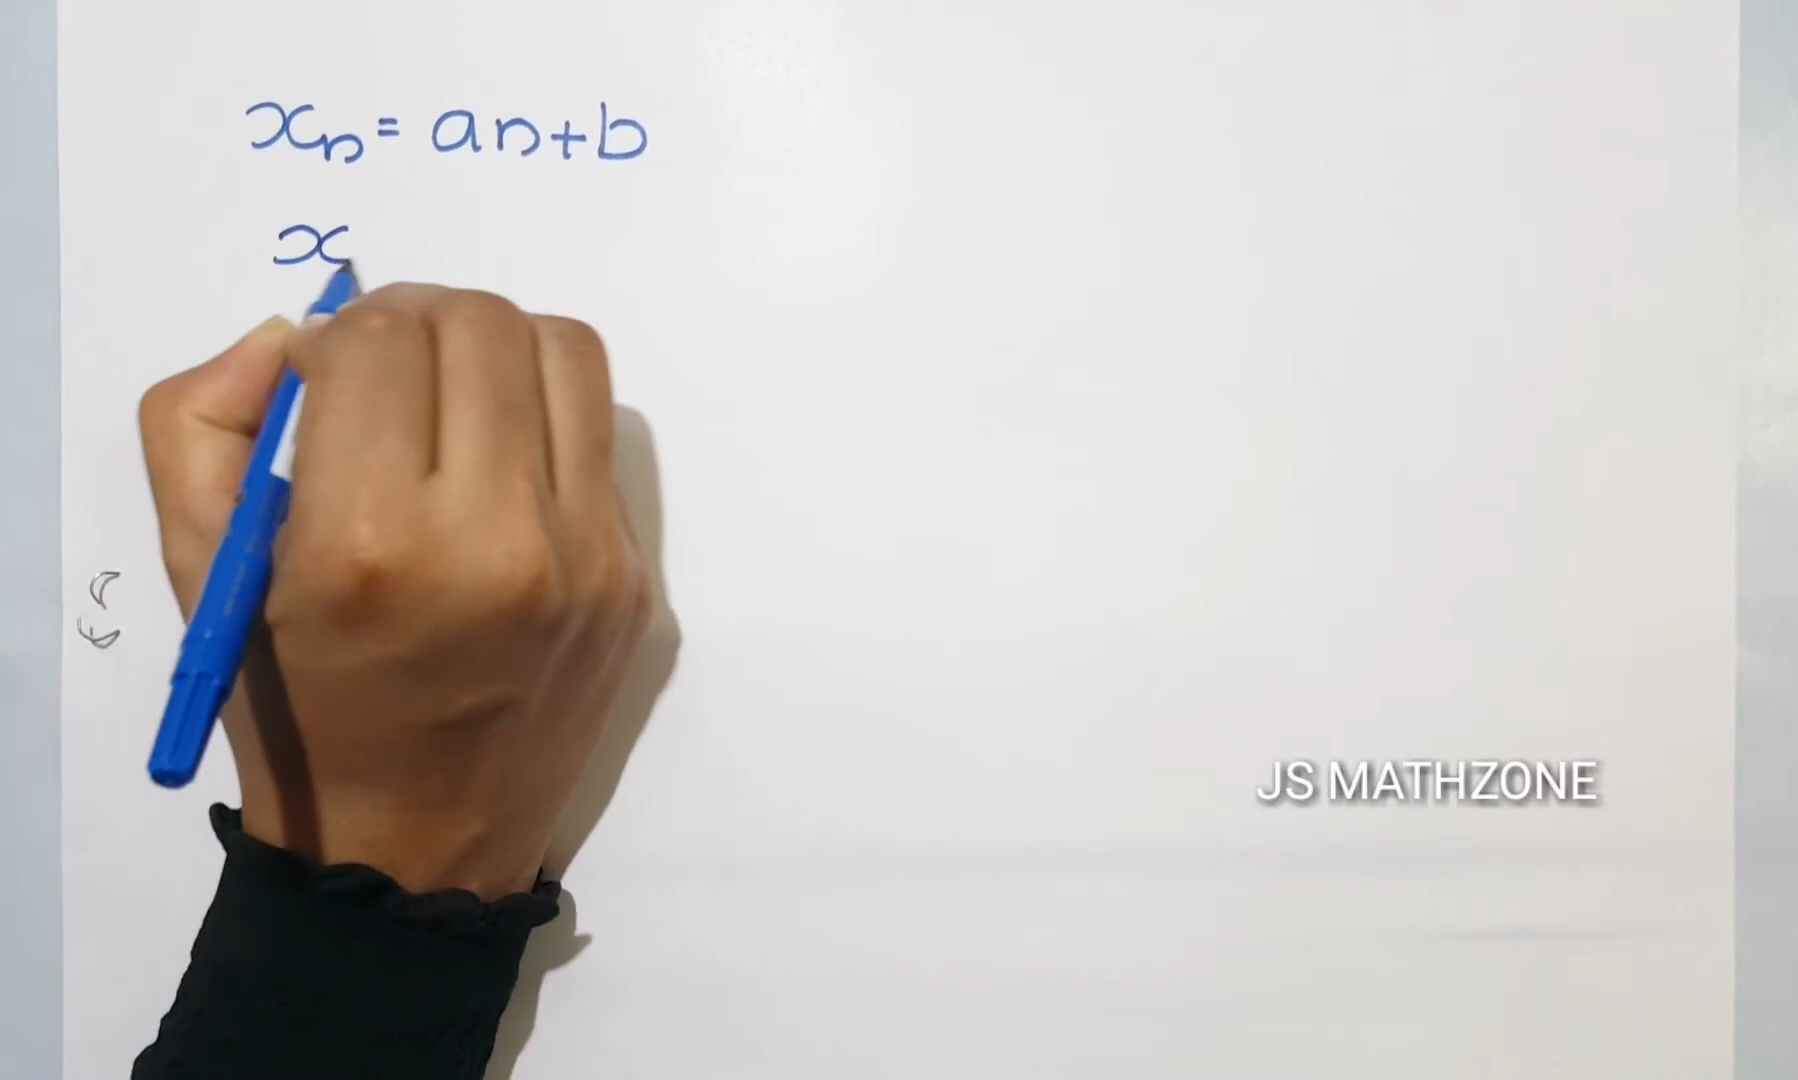 xₙ = an+b
x
JS MATHZONE